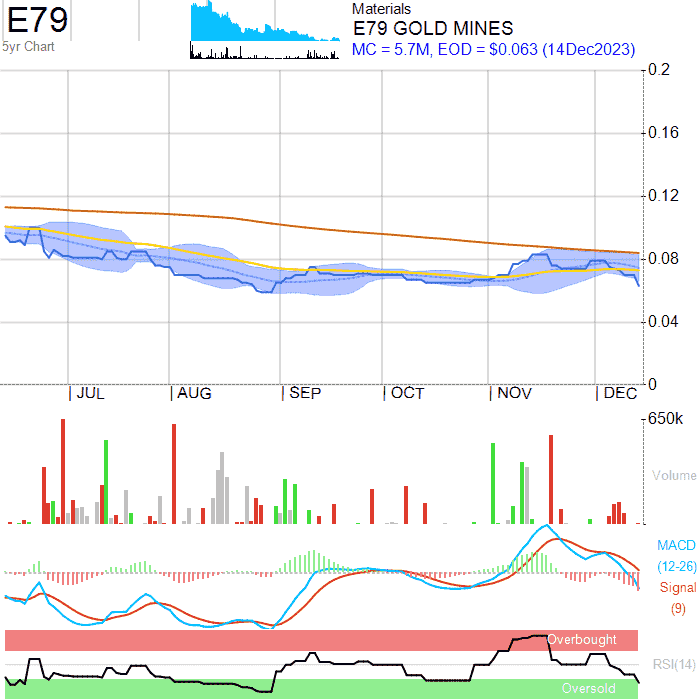 E79
5yr Chart
Materials
E79 GOLD MINES
MC = 5.7M, EOD = $0.063 (14Dec2023)
0.2
0.16
0.12
0.08
0.04
0
JUL AUG SEP OCT NOV DEC
650k
Volume
MACD
(12-26)
Signal
(9)
Overbought
RSI(14)
Oversold